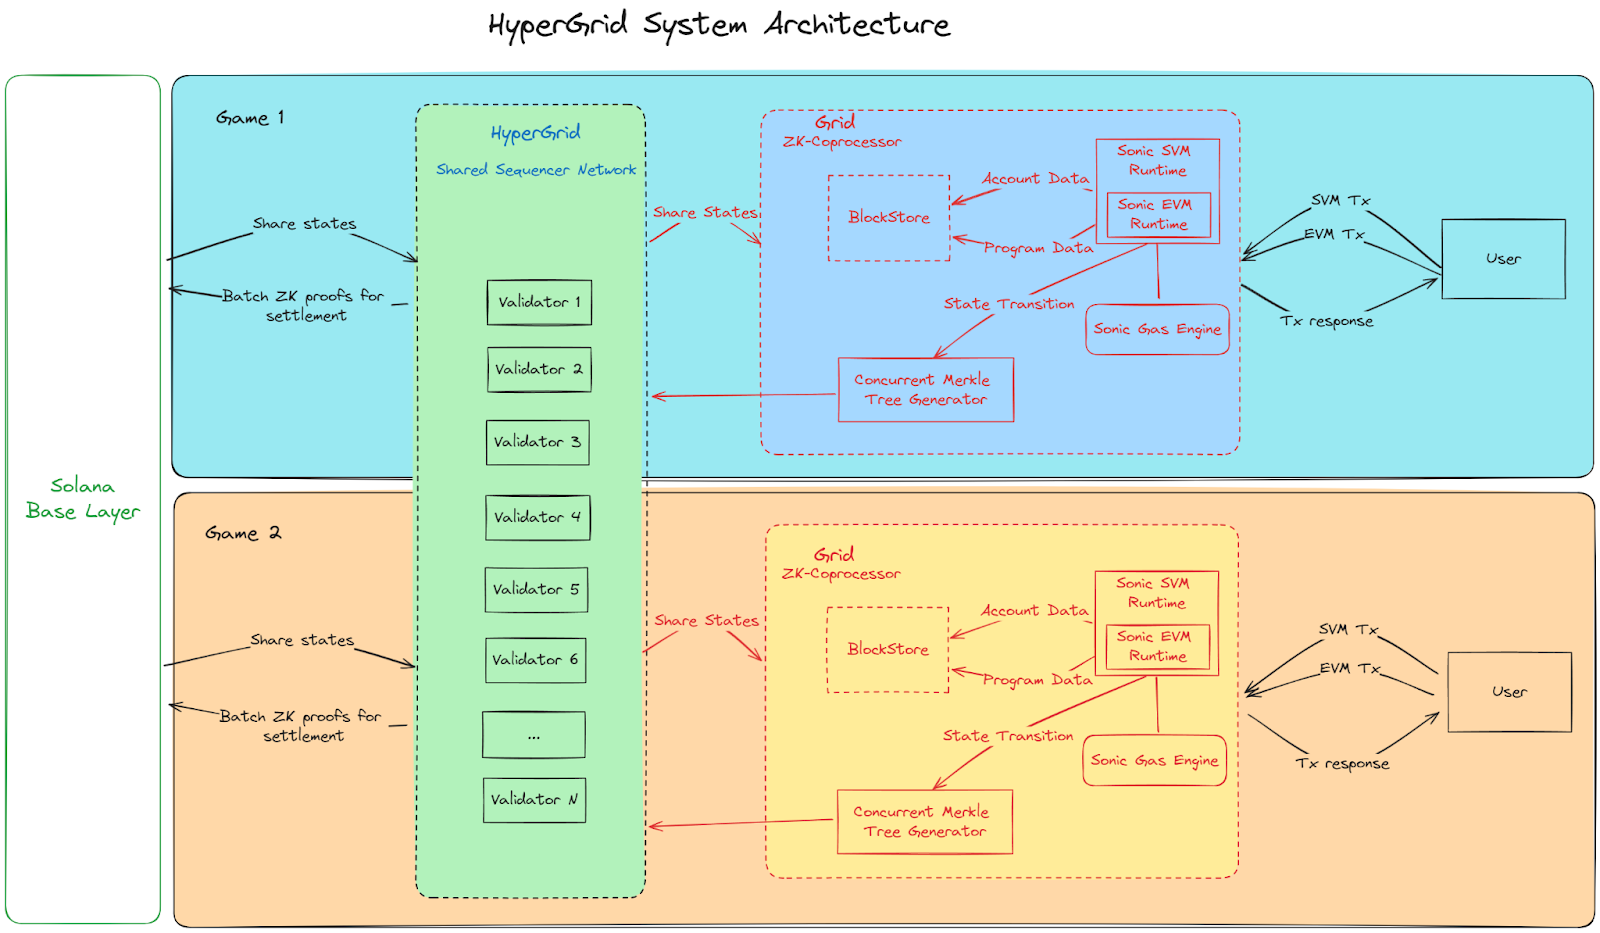 HyperGrid System Architecture
Solana
Base Layer
Game 1
HyperGrid
Shared Sequencer Network
Share states
Batch ZK proofs for
settlement
Validator 1
Validator 2
Validator 3
Validator 4
Validator 5
Validator 6
...
Validator N
Share States
Grid
ZK-Coprocessor
BlockStore
Account Data
Program Data
Sonic SVM
Runtime
Sonic EVM
Runtime
State Transition
Sonic Gas Engine
Concurrent Merkle
Tree Generator
SVM Tx
EVM Tx
Tx response
User
Game 2
Share states
Batch ZK proofs for
settlement
Share States
Grid
ZK-Coprocessor
BlockStore
Account Data
Program Data
Sonic SVM
Runtime
Sonic EVM
Runtime
State Transition
Sonic Gas Engine
Concurrent Merkle
Tree Generator
SVM Tx
EVM Tx
Tx response
User